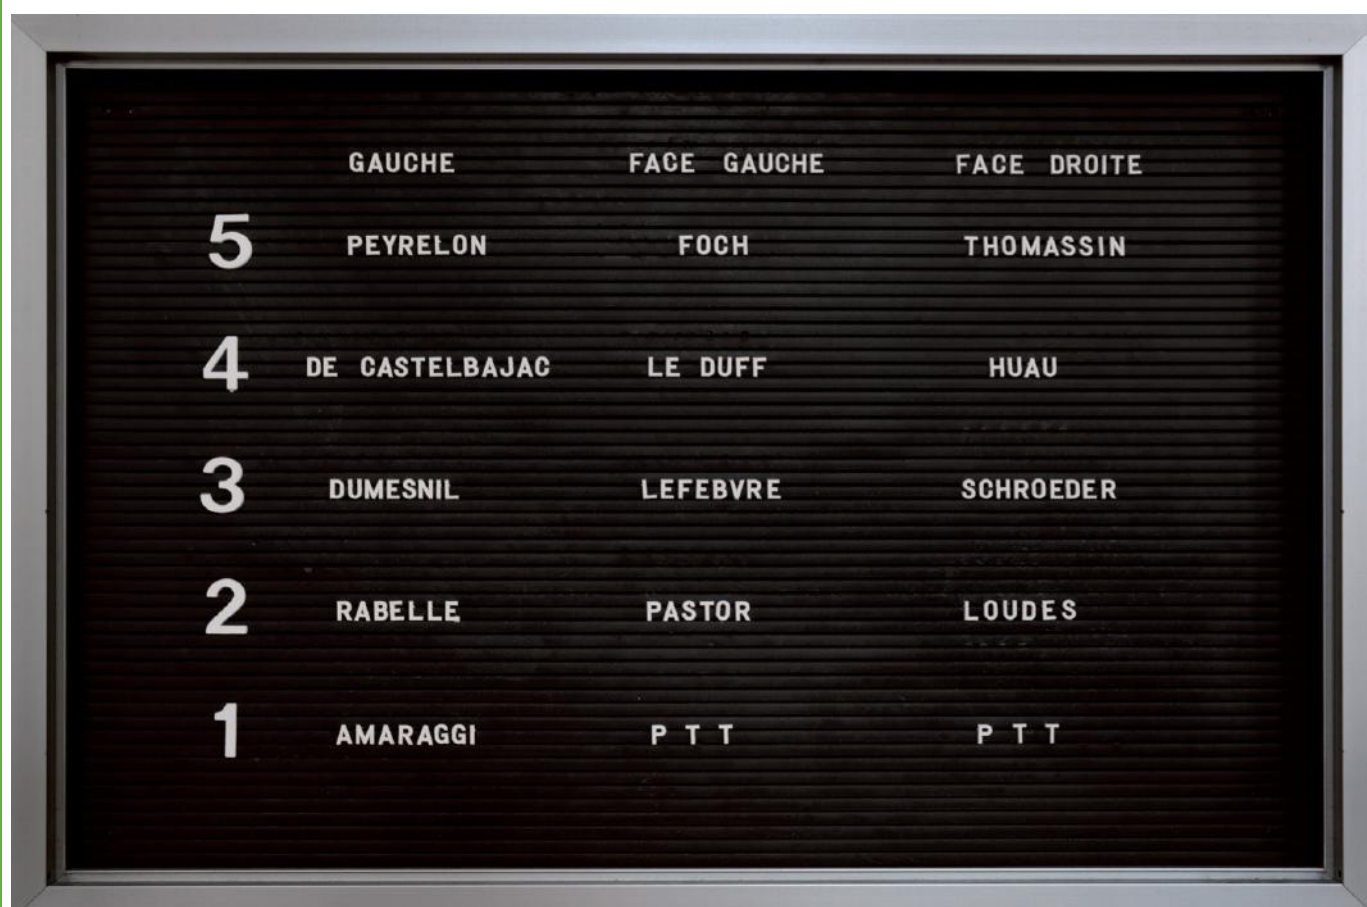 GAUCHE FACE GAUCHE FACE DROITE
5 PEYRELON FOCH THOMASSIN
4 DE CASTELBAJAC LE DUFF HUAU
3 DUMESNIL LEFEBVRE SCHROEDER
2 RABELLE PASTOR LOUDES
1 AMARAGGI P T T P T T